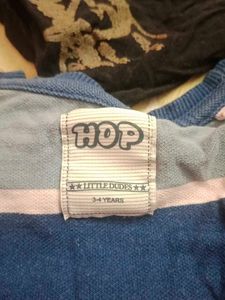 HOP
★★ LITTLE DUDES ★★
3-4 YEARS